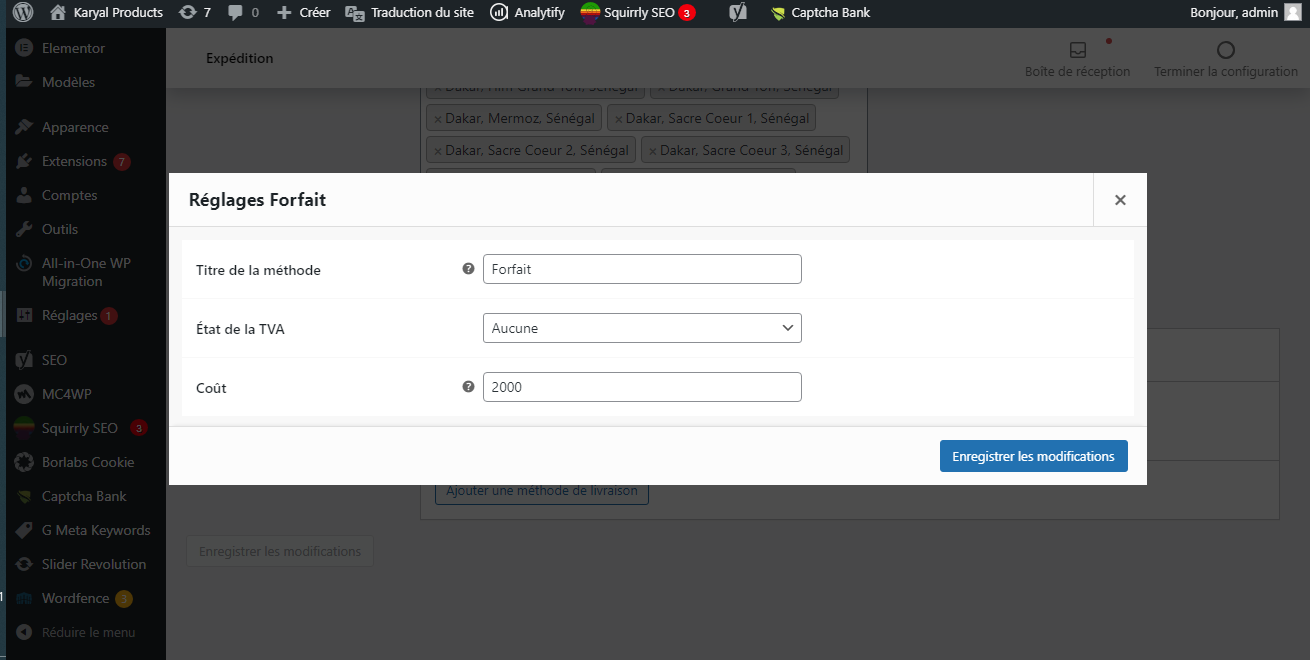 Karyal Products 7 0 Créer Traduction du site Analytify Squirrly SEO 3 Captcha Bank Bonjour, admin
Elementor
Modèles
Apparence
Extensions 7
Comptes
Outils
All-in-One WP
Migration
Réglages 1
SEO
MC4WP
Squirrly SEO 3
Borlabs Cookie
Captcha Bank
G Meta Keywords
Slider Revolution
Wordfence 3
Réduire le menu
Expédition
Boîte de réception
Terminer la configuration
× Dakar, Mermoz, Sénégal × Dakar, Sacre Coeur 1, Sénégal
× Dakar, Sacre Coeur 2, Sénégal × Dakar, Sacre Coeur 3, Sénégal
Réglages Forfait ×
Titre de la méthode ? Forfait
État de la TVA Aucune
Coût ? 2000
Enregistrer les modifications
Ajouter une méthode de livraison
Enregistrer les modifications